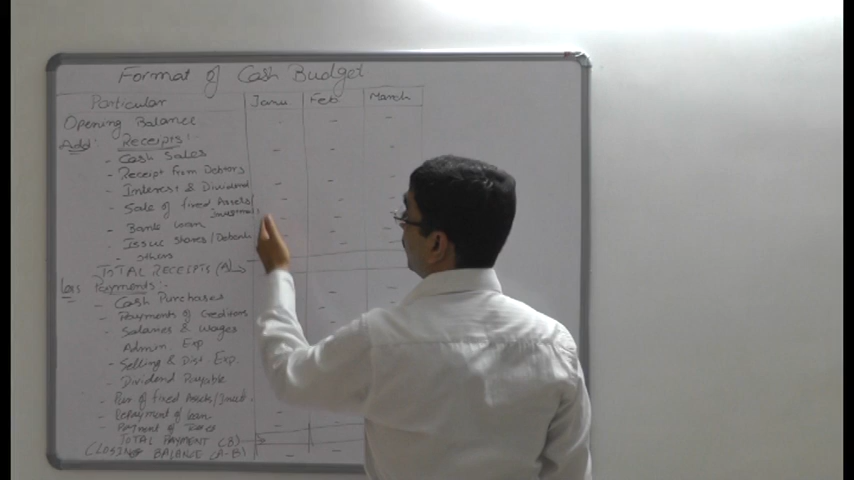 Format of Cash Budget
Particular Janu Feb March
Opening Balance - - -
Add: Receipts:-
- Cash Sales - - -
- Receipt From Debtors - -
- Interest & Dividend - -
- Sale of fixed Assets/ - - -
Investment
- Bank Loan - -
- Issue Shares/Debent - -
- others
TOTAL RECEIPTS (A)→
Less Payments:-
- Cash Purchases - -
- Payments of Creditors
- Salaries & Wages
Admin. Exp
- Selling & Dist. Exp.
- Dividend Payable
- Pur of fixed Assets/Invest.
- Repayment of loan -
- Payment of -
TOTAL PAYMENT (B)
CLOSING BALANCE (A-B) - -